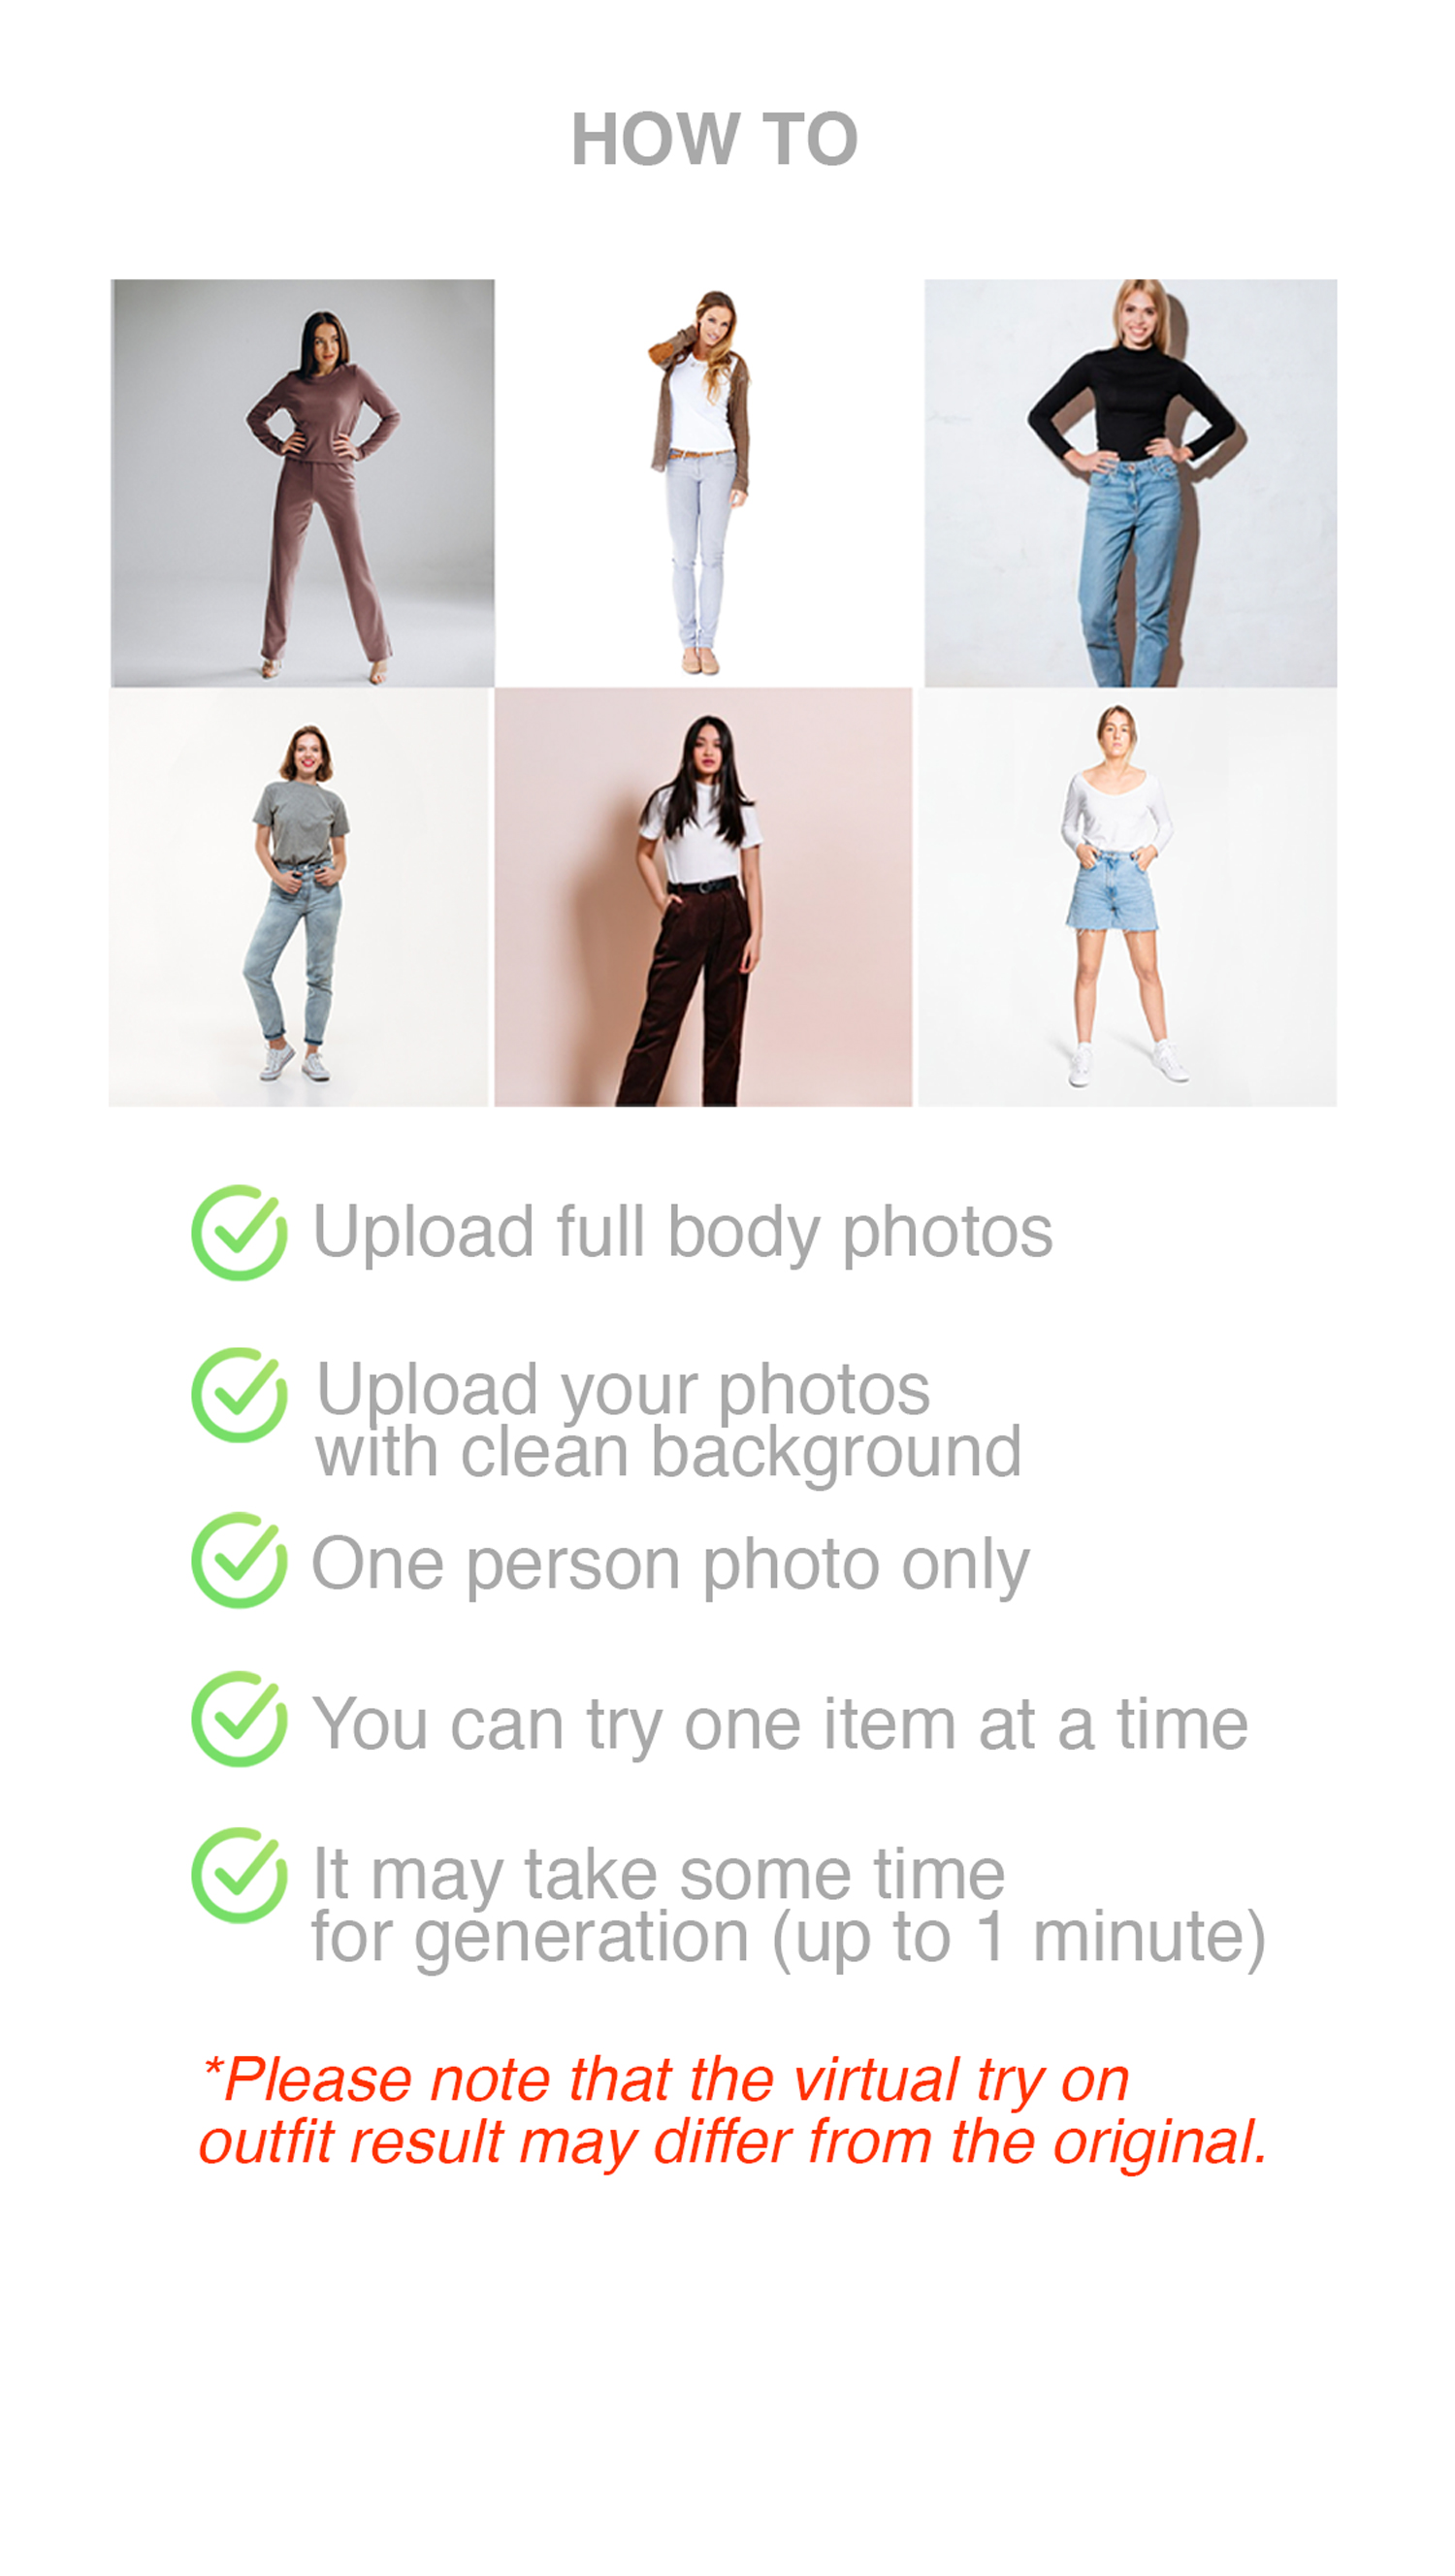 HOW TO
Upload full body photos
Upload your photos
with clean background
One person photo only
You can try one item at a time
It may take some time
for generation (up to 1 minute)
*Please note that the virtual try on
outfit result may differ from the original.